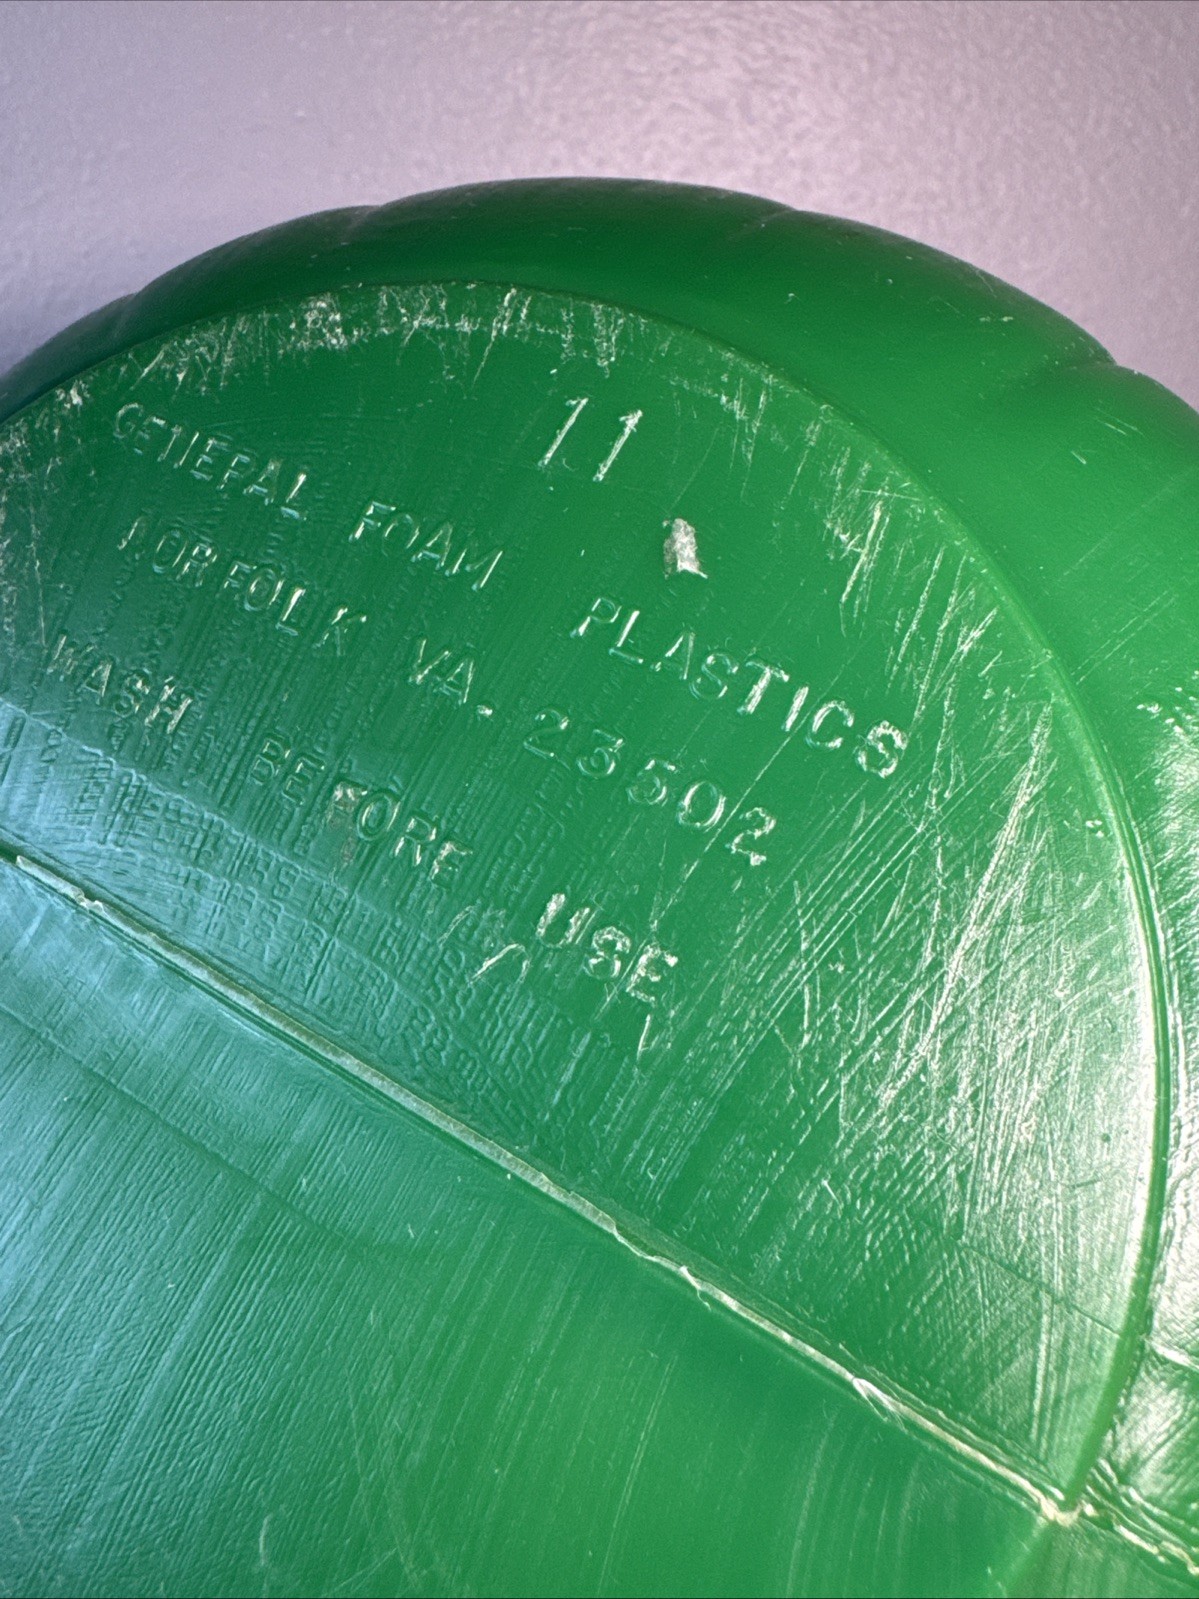 11
GENERAL FOAM PLASTICS
NORFOLK VA. 23502
WASH BEFORE USE